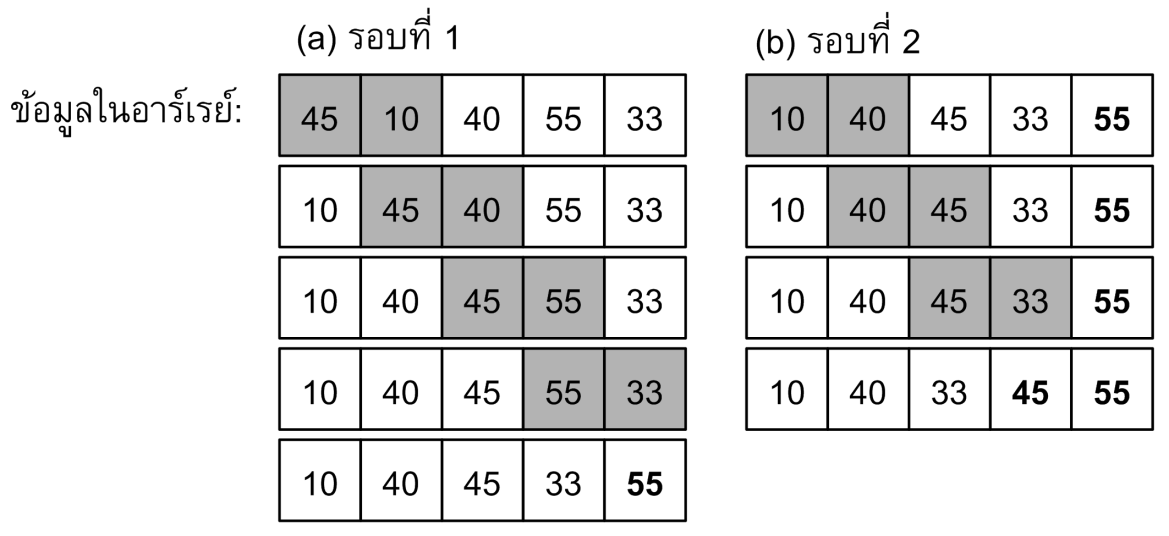 (a) รอบที่ 1 (b) รอบที่ 2
ข้อมูลในอาร์เรย์: 45 10 40 55 33 10 40 45 33 55
10 45 40 55 33 10 40 45 33 55
10 40 45 55 33 10 40 45 33 55
10 40 45 55 33 10 40 33 45 55
10 40 45 33 55